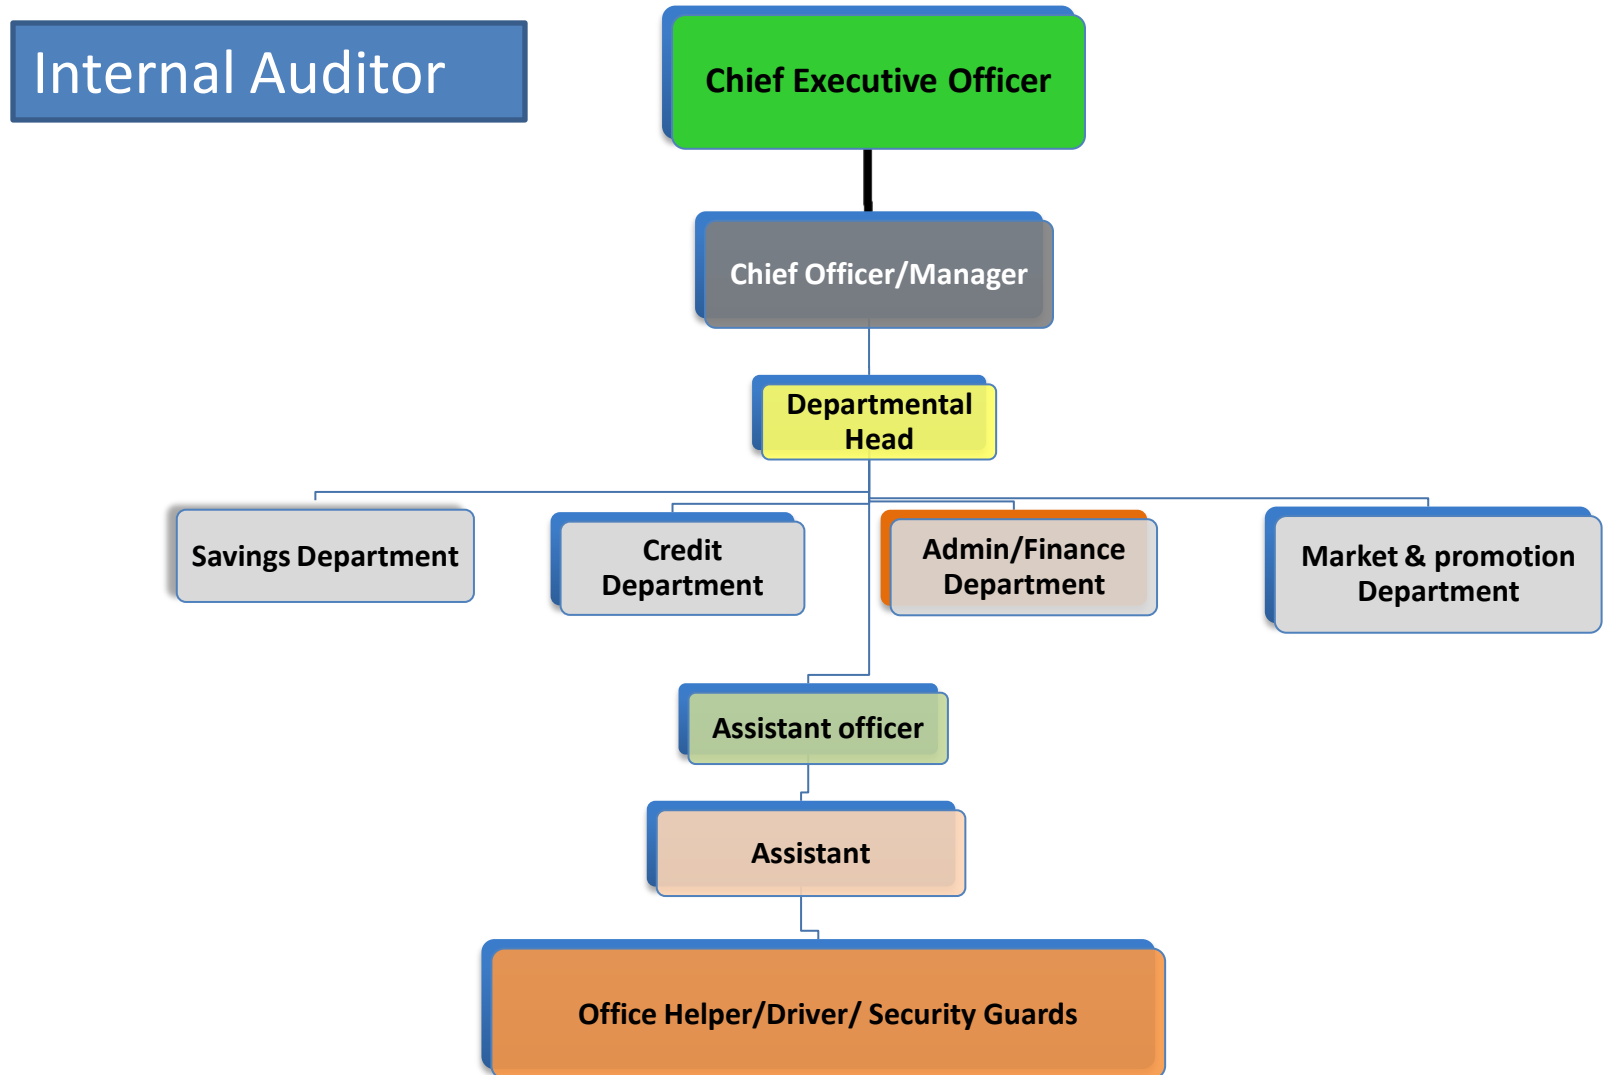 Internal Auditor
Chief Executive Officer
Chief Officer/Manager
Departmental
Head
Savings Department
Credit
Department
Admin/Finance
Department
Market & promotion
Department
Assistant officer
Assistant
Office Helper/Driver/ Security Guards